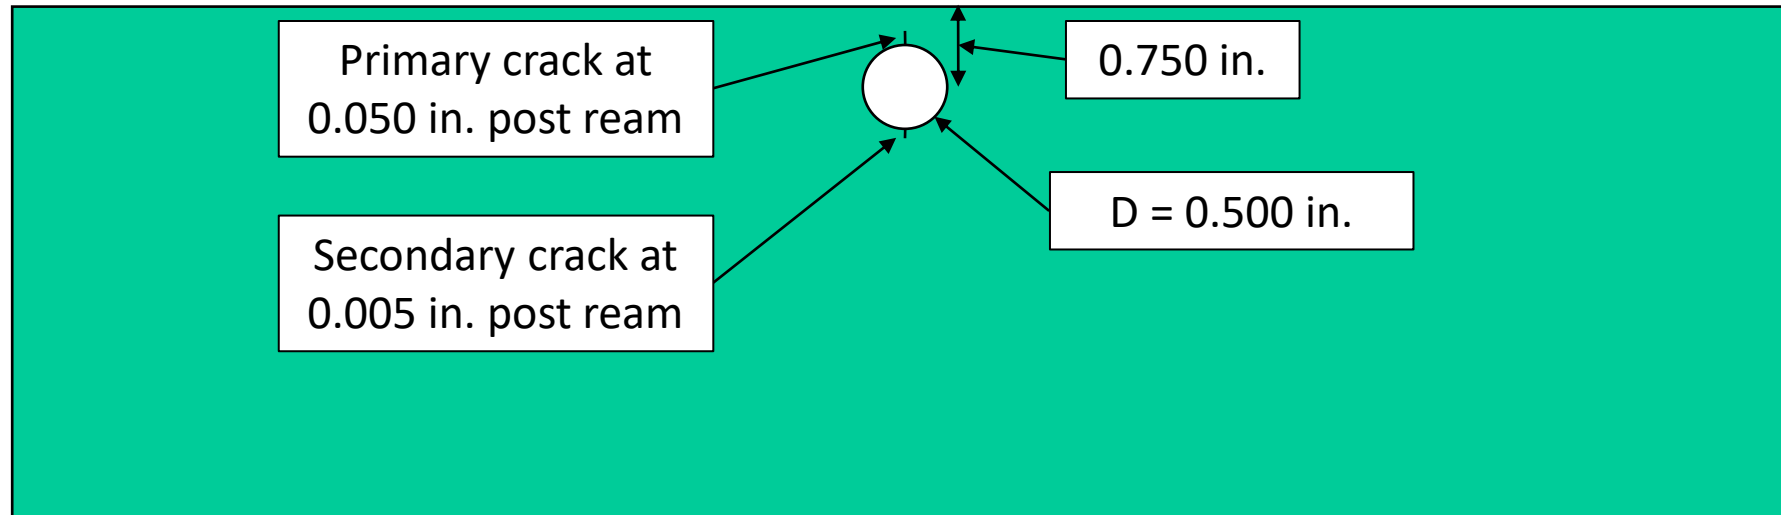 Primary crack at
0.050 in. post ream
0.750 in.
D = 0.500 in.
Secondary crack at
0.005 in. post ream